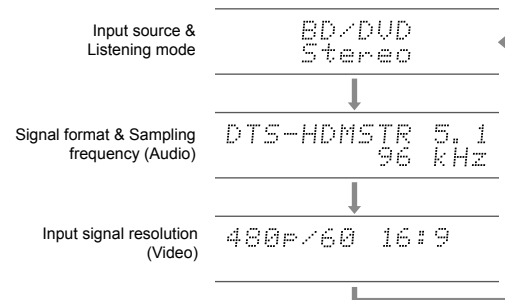 Input source &
Listening mode
BD/DVD
Stereo
Signal format & Sampling
frequency (Audio)
DTS-HDMSTR 5.1
96 kHz
Input signal resolution
(Video)
480p/60 16:9